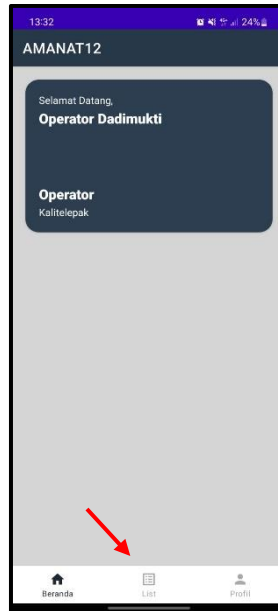 13:32
24%
AMANAT12
Selamat Datang,
Operator Dadimukti
Operator
Kalitelepak
Beranda
List
Profil